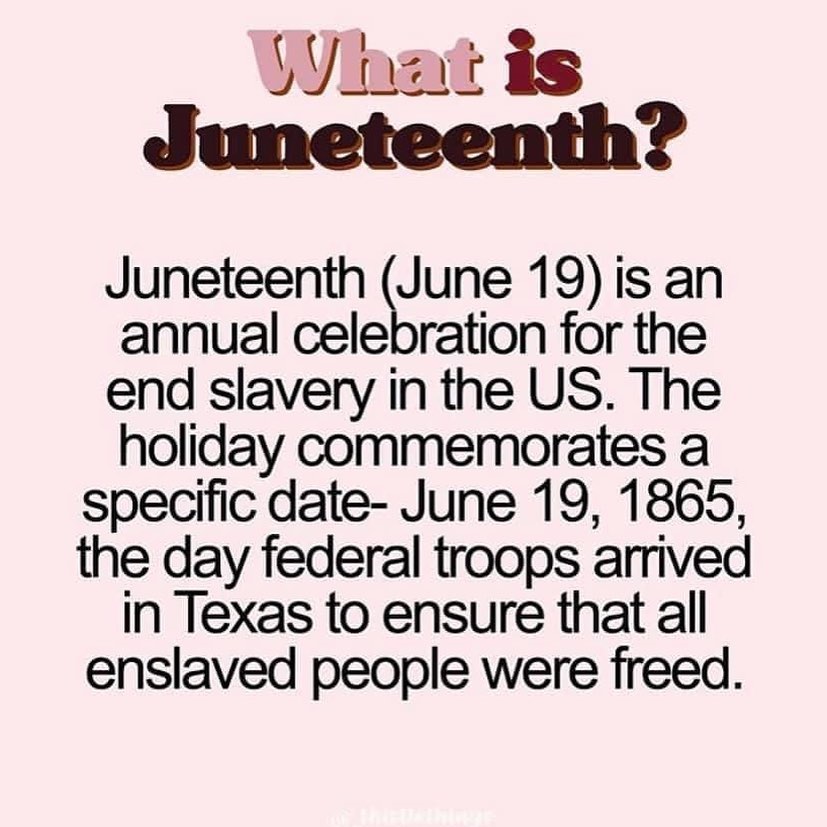 What is
Juneteenth?
Juneteenth (June 19) is an
annual celebration for the
end slavery in the US. The
holiday commemorates a
specific date- June 19, 1865,
the day federal troops arrived
in Texas to ensure that all
enslaved people were freed.